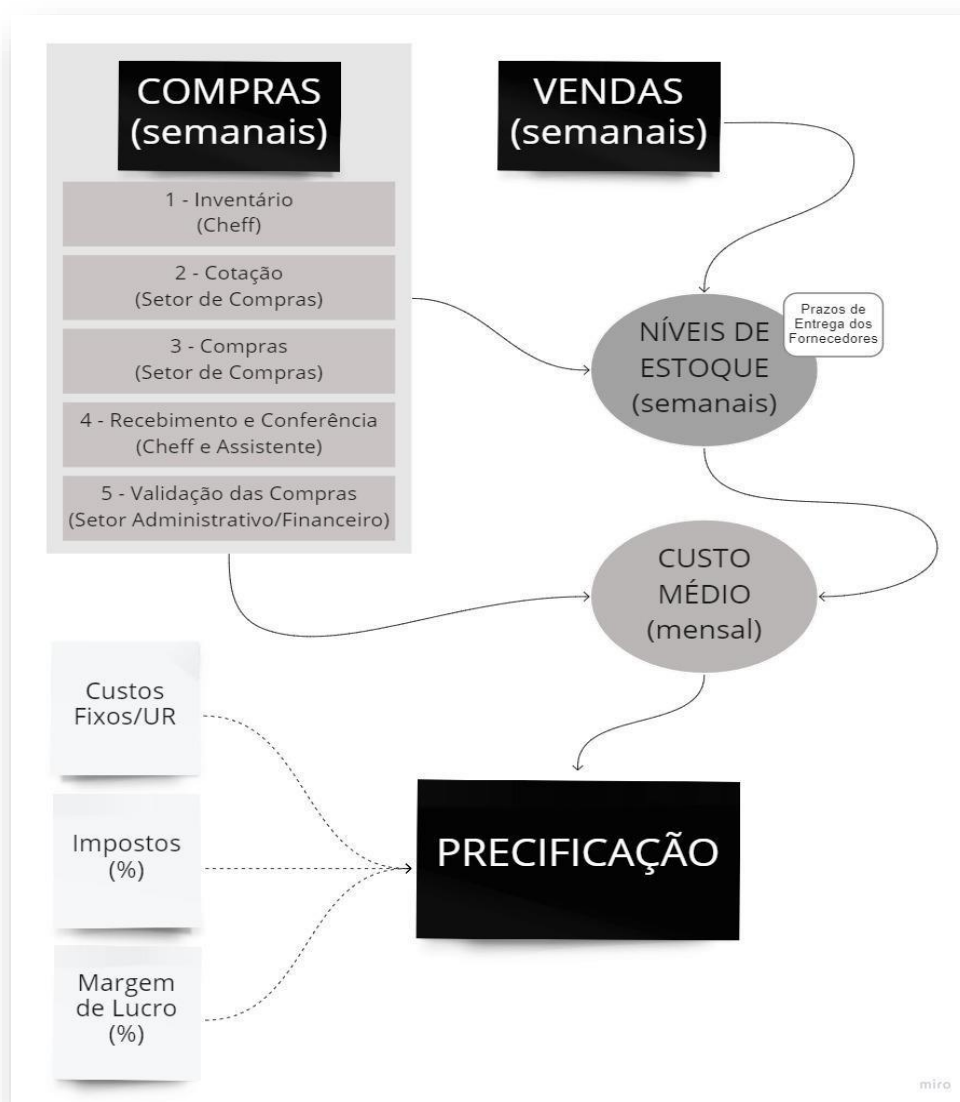 COMPRAS
(semanais)
1 - Inventário
(Cheff)
2 - Cotação
(Setor de Compras)
3 - Compras
(Setor de Compras)
4 - Recebimento e Conferência
(Cheff e Assistente)
5 - Validação das Compras
(Setor Administrativo/Financeiro)
VENDAS
(semanais)
Prazos de
Entrega dos
Fornecedores
NÍVEIS DE
ESTOQUE
(semanais)
CUSTO
MÉDIO
(mensal)
Custos
Fixos/UR
Impostos
(%)
Margem
de Lucro
(%)
PRECIFICAÇÃO
miro